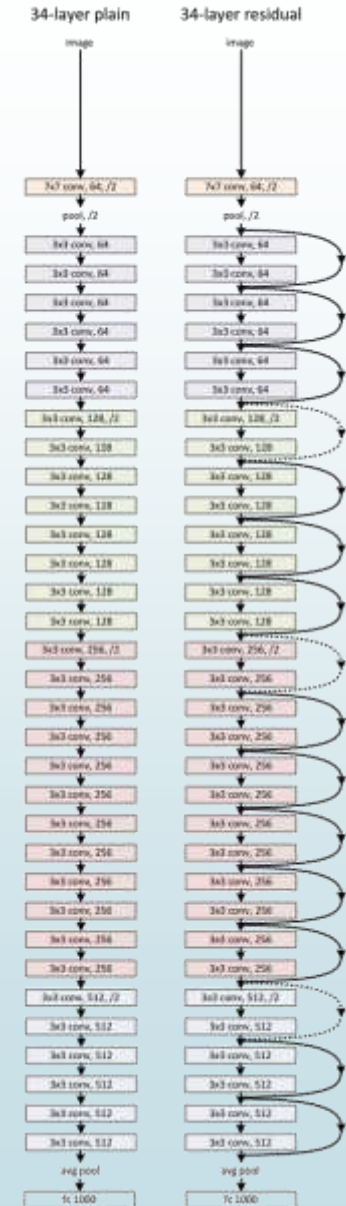 34-layer plain
image
7x7 conv, 64, /2
pool, /2
3x3 conv, 64
3x3 conv, 64
3x3 conv, 64
3x3 conv, 64
3x3 conv, 64
3x3 conv, 64
3x3 conv, 128, /2
3x3 conv, 128
3x3 conv, 128
3x3 conv, 128
3x3 conv, 128
3x3 conv, 128
3x3 conv, 128
3x3 conv, 128
3x3 conv, 256, /2
3x3 conv, 256
3x3 conv, 256
3x3 conv, 256
3x3 conv, 256
3x3 conv, 256
3x3 conv, 256
3x3 conv, 256
3x3 conv, 256
3x3 conv, 256
3x3 conv, 256
3x3 conv, 256
3x3 conv, 512, /2
3x3 conv, 512
3x3 conv, 512
3x3 conv, 512
3x3 conv, 512
3x3 conv, 512
avg pool
fc 1000
34-layer residual
image
7x7 conv, 64, /2
pool, /2
3x3 conv, 64
3x3 conv, 64
3x3 conv, 64
3x3 conv, 64
3x3 conv, 64
3x3 conv, 64
3x3 conv, 128, /2
3x3 conv, 128
3x3 conv, 128
3x3 conv, 128
3x3 conv, 128
3x3 conv, 128
3x3 conv, 128
3x3 conv, 128
3x3 conv, 256, /2
3x3 conv, 256
3x3 conv, 256
3x3 conv, 256
3x3 conv, 256
3x3 conv, 256
3x3 conv, 256
3x3 conv, 256
3x3 conv, 256
3x3 conv, 256
3x3 conv, 256
3x3 conv, 256
3x3 conv, 512, /2
3x3 conv, 512
3x3 conv, 512
3x3 conv, 512
3x3 conv, 512
3x3 conv, 512
avg pool
fc 1000